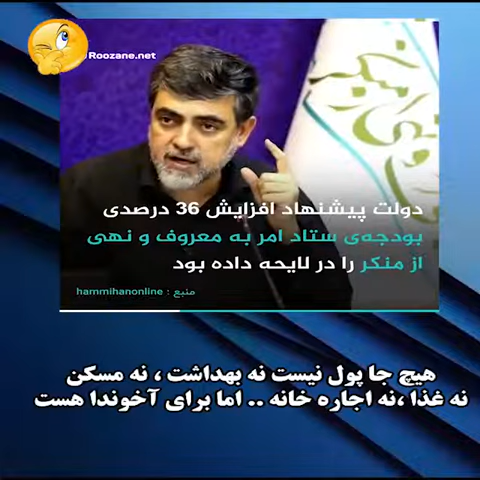 Roozane.net
دولت پیشنهاد افزایش 36 درصدی
بودجه‌ی ستاد امر به معروف و نهی
از منکر را در لایحه داده بود
منبع : hammihanonline
هیچ جا پول نیست نه بهداشت ، نه مسکن
نه غذا ،نه اجاره خانه .. اما برای آخوندا هست